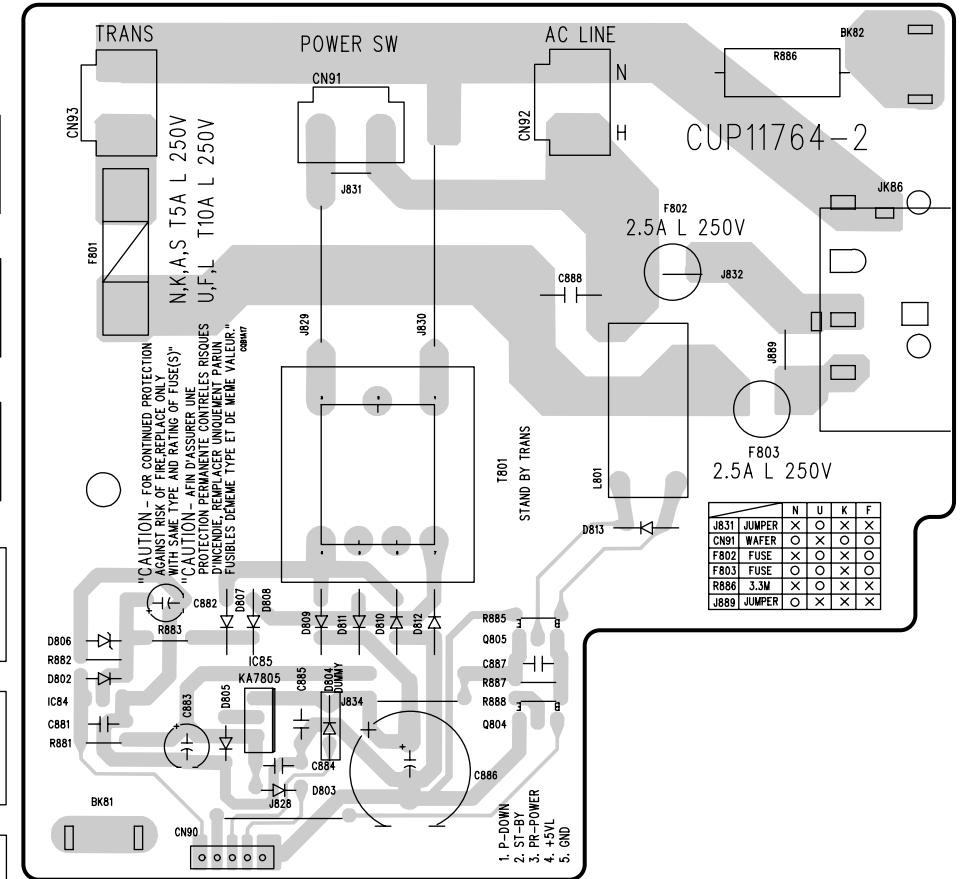 TRANS
POWER SW
AC LINE
BK82
R886
CN91
N
CN93
CN92
H
CUP11764-2
J831
JK86
F802
2.5A L 250V
F801
N,K,A,S T5A L 250V
U,F,L T10A L 250V
J832
C888
J829
J830
J889
"CAUTION - FOR CONTINUED PROTECTION
AGAINST RISK OF FIRE,REPLACE ONLY
WITH SAME TYPE AND RATING OF FUSE(S)"
"CAUTION - AFIN D'ASSURER UNE
PROTECTION PERMANENTE CONTRELES RISQUES
D'INCENDIE, REMPLACER UNIQUEMENT PARUN
FUSIBLES DEMEME TYPE ET DE MEME VALEUR."
F803
2.5A L 250V
T801
STAND BY TRANS
L801
D813
N U K F
J831 JUMPER X O X X
CN91 WAFER O X O O
F802 FUSE X O X O
F803 FUSE O O X O
R886 3.3M X O X X
J889 JUMPER O X X X
C882
D807
D808
D809
D811
D810
D812
R885
R883
Q805
D806
R882
D802
IC85
KA7805
C885
D804
DUMMY
C887
R887
IC84
C883
D805
J834
R888
C881
Q804
R881
C884
C886
D803
J828
BK81
CN90
1. P-DOWN
2. ST-BY
3. PR-POWER
4. +5VL
5. GND